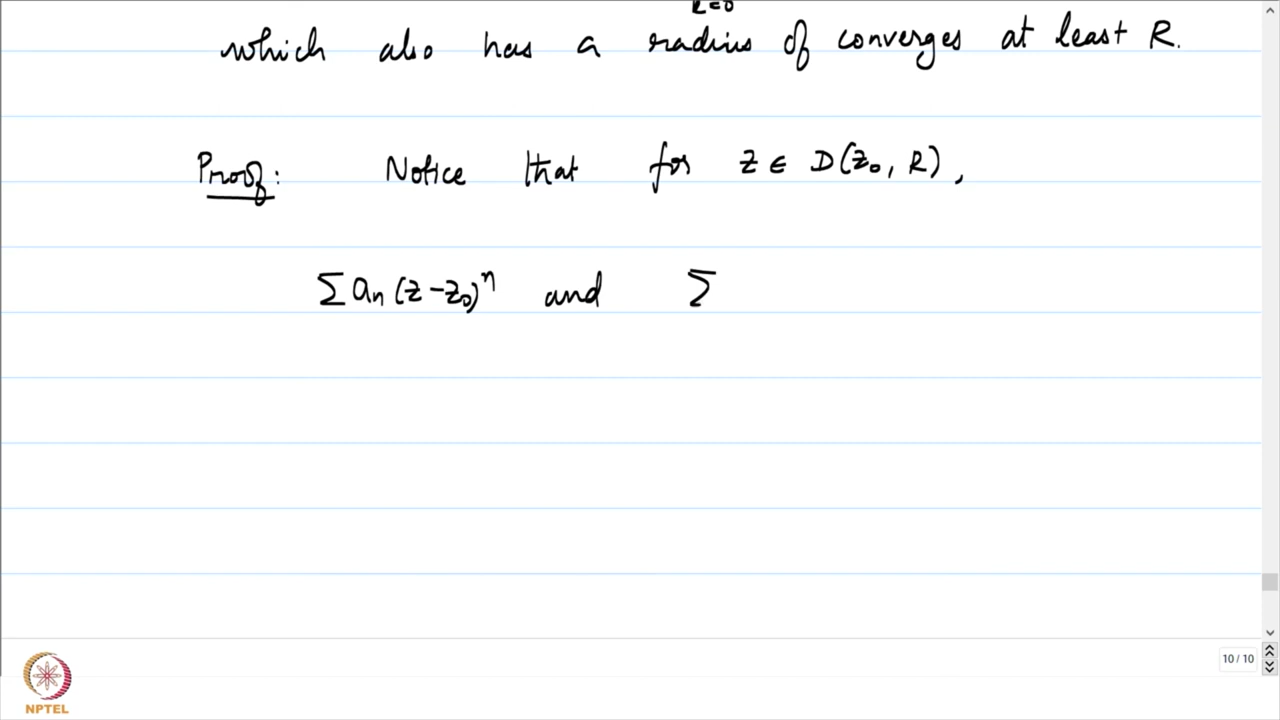 k=0
which also has a radius of converges at least R.
Proof: Notice that for z ∈ D(z₀, R),
Σ aₙ (z − z₀)ⁿ and Σ
10 / 10
NPTEL